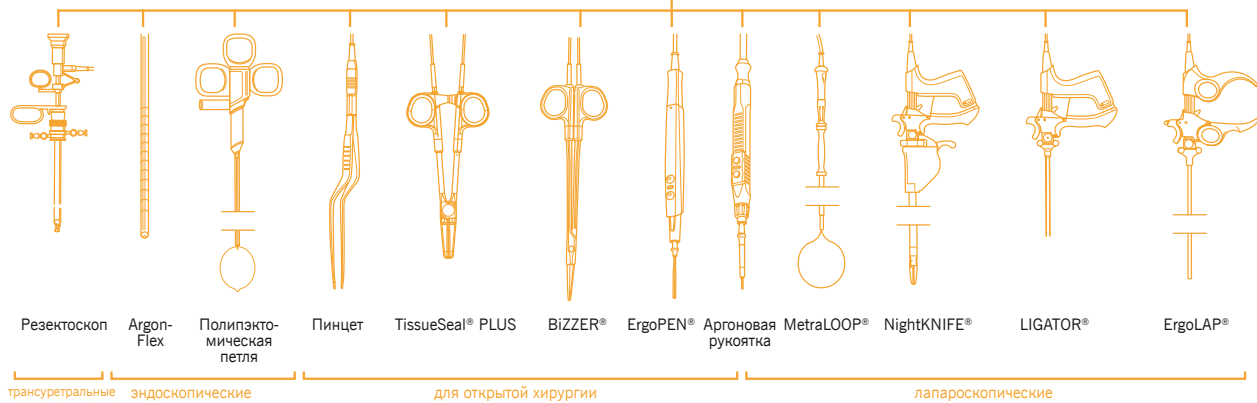 Резектоскоп
Argon-
Flex
Полипэкто-
мическая
петля
Пинцет
TissueSeal® PLUS
BiZZER®
ErgoPEN®
Аргоновая
рукоятка
MetraLOOP®
NightKNIFE®
LIGATOR®
ErgoLAP®
трансуретральные
эндоскопические
для открытой хирургии
лапароскопические